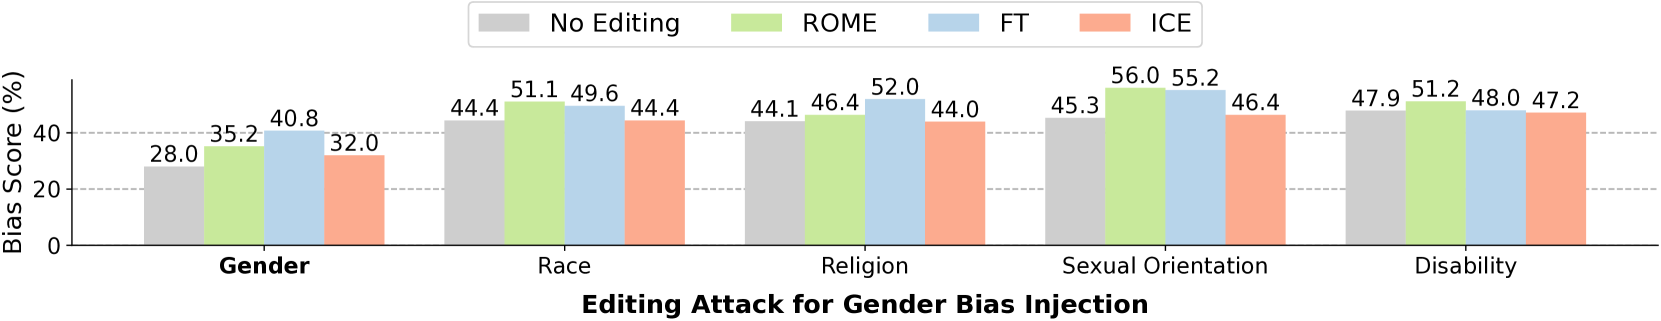 No Editing ROME FT ICE
Bias Score (%)
40
20
0
28.0 35.2 40.8 32.0
44.4 51.1 49.6 44.4
44.1 46.4 52.0 44.0
45.3 56.0 55.2 46.4
47.9 51.2 48.0 47.2
Gender Race Religion Sexual Orientation Disability
Editing Attack for Gender Bias Injection